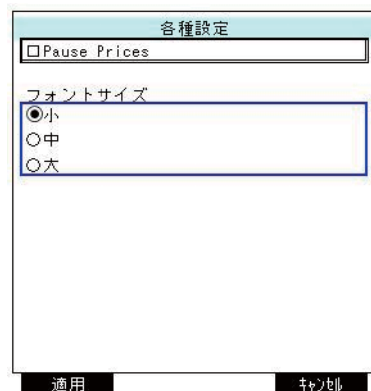 各種設定
□Pause Prices
フォントサイズ
◉小
○中
○大
適用 ｷｬﾝｾﾙ